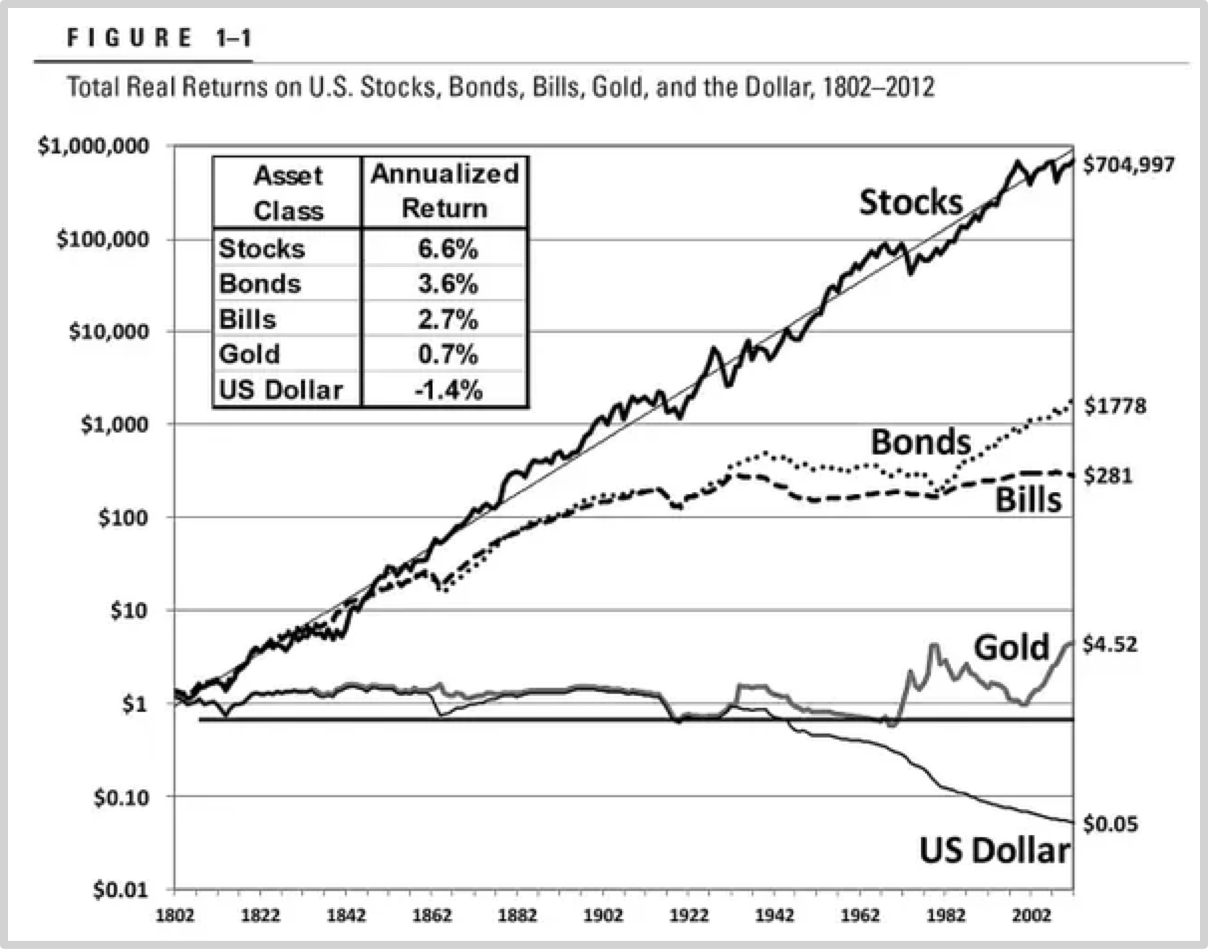 FIGURE 1–1
Total Real Returns on U.S. Stocks, Bonds, Bills, Gold, and the Dollar, 1802–2012
$1,000,000
$100,000
$10,000
$1,000
$100
$10
$1
$0.10
$0.01
Asset Class Annualized Return
Stocks 6.6%
Bonds 3.6%
Bills 2.7%
Gold 0.7%
US Dollar -1.4%
Stocks
$704,997
Bonds
$1778
Bills
$281
Gold
$4.52
US Dollar
$0.05
1802 1822 1842 1862 1882 1902 1922 1942 1962 1982 2002